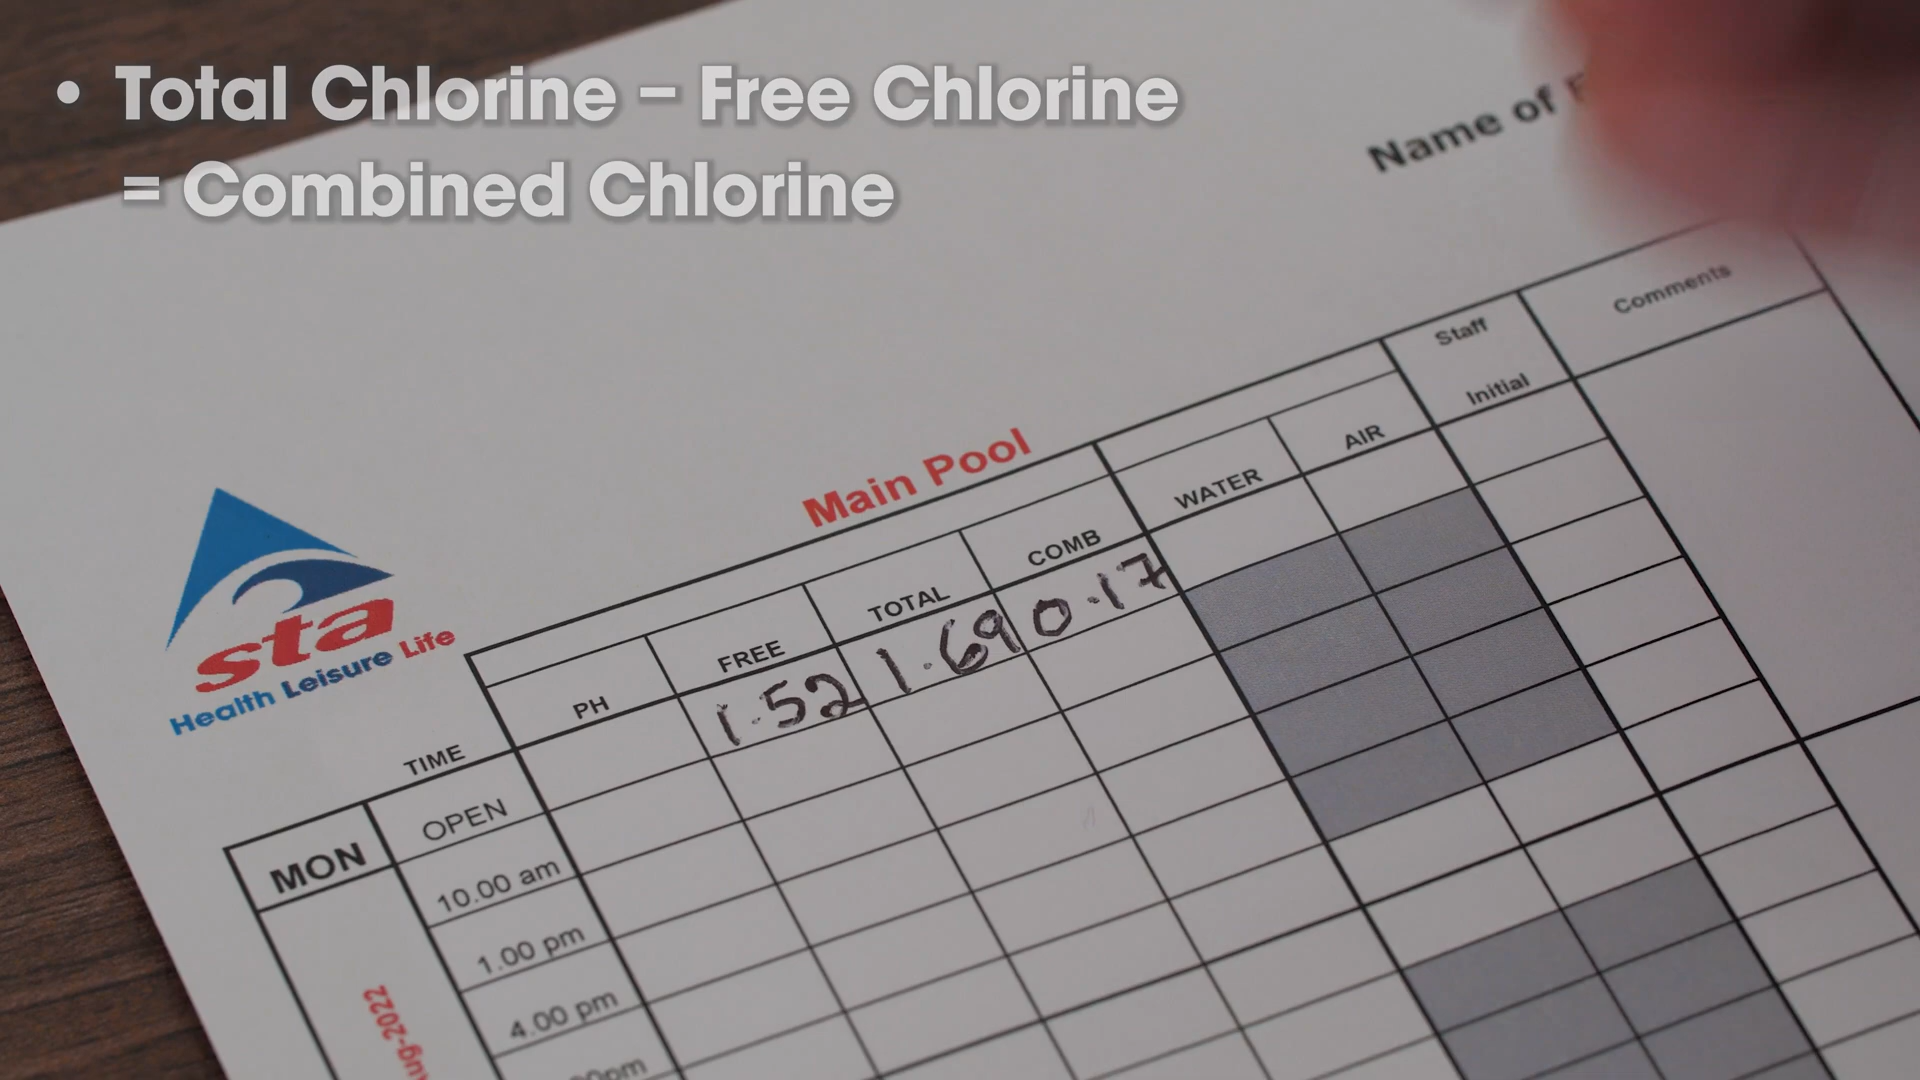 • Total Chlorine – Free Chlorine
= Combined Chlorine
Name of
Main Pool
Staff
Initial
Comments
WATER
AIR
PH
FREE
TOTAL
COMB
sta
Health Leisure Life
TIME
MON
OPEN
1.52
1.69
0.17
10.00 am
1.00 pm
4.00 pm